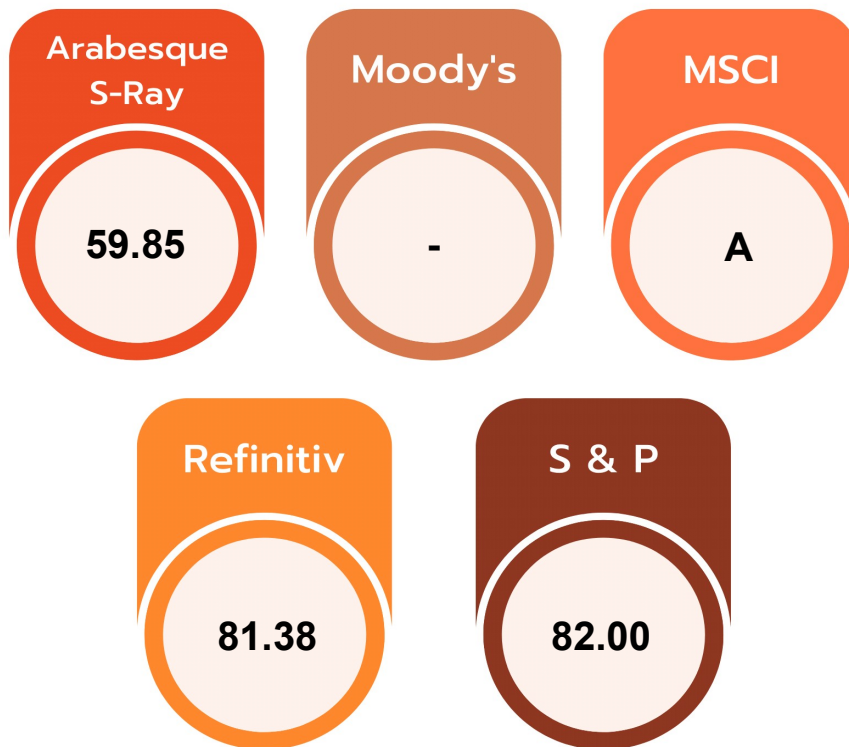 Arabesque
S-Ray
59.85
Moody's
-
MSCI
A
Refinitiv
81.38
S & P
82.00